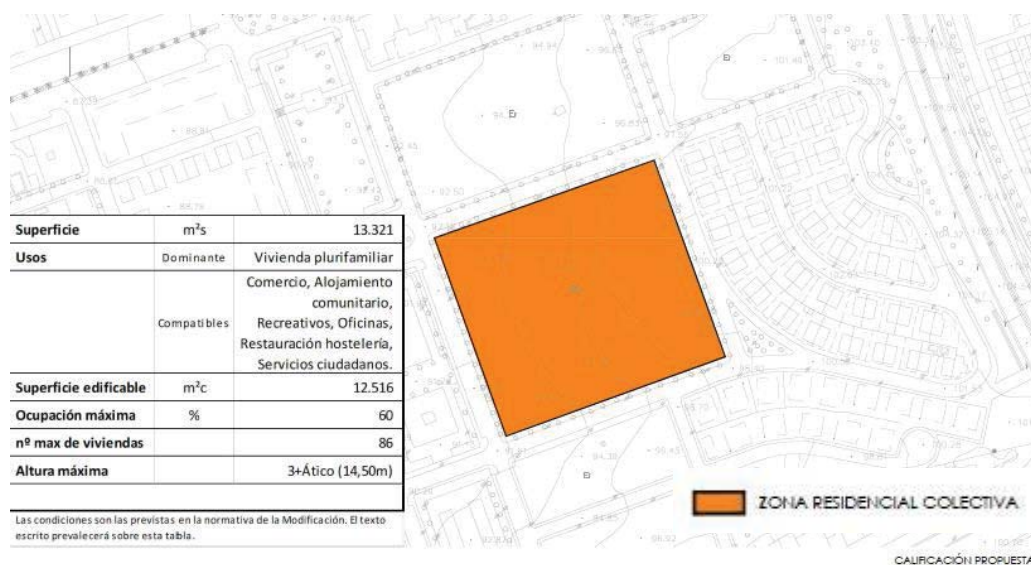 Superficie m²s 13.321
Usos Dominante Vivienda plurifamiliar
Compatibles
Comercio, Alojamiento
comunitario,
Recreativos, Oficinas,
Restauración hostelería,
Servicios ciudadanos.
Superficie edificable m²c 12.516
Ocupación máxima % 60
nº max de viviendas 86
Altura máxima 3+Ático (14,50m)
Las condiciones son las previstas en la normativa de la Modificación. El texto
escrito prevalecerá sobre esta tabla.
ZONA RESIDENCIAL COLECTIVA
CALIFICACIÓN PROPUESTA